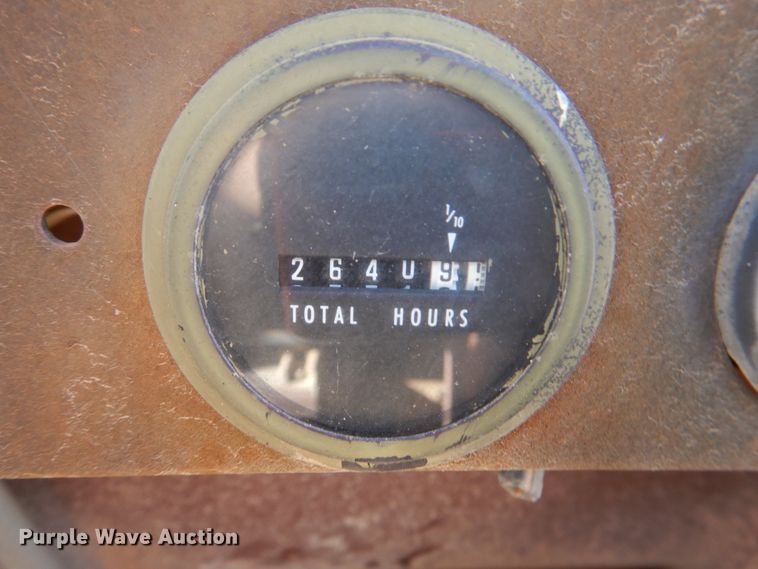 1/10
26409
TOTAL HOURS
Purple Wave Auction